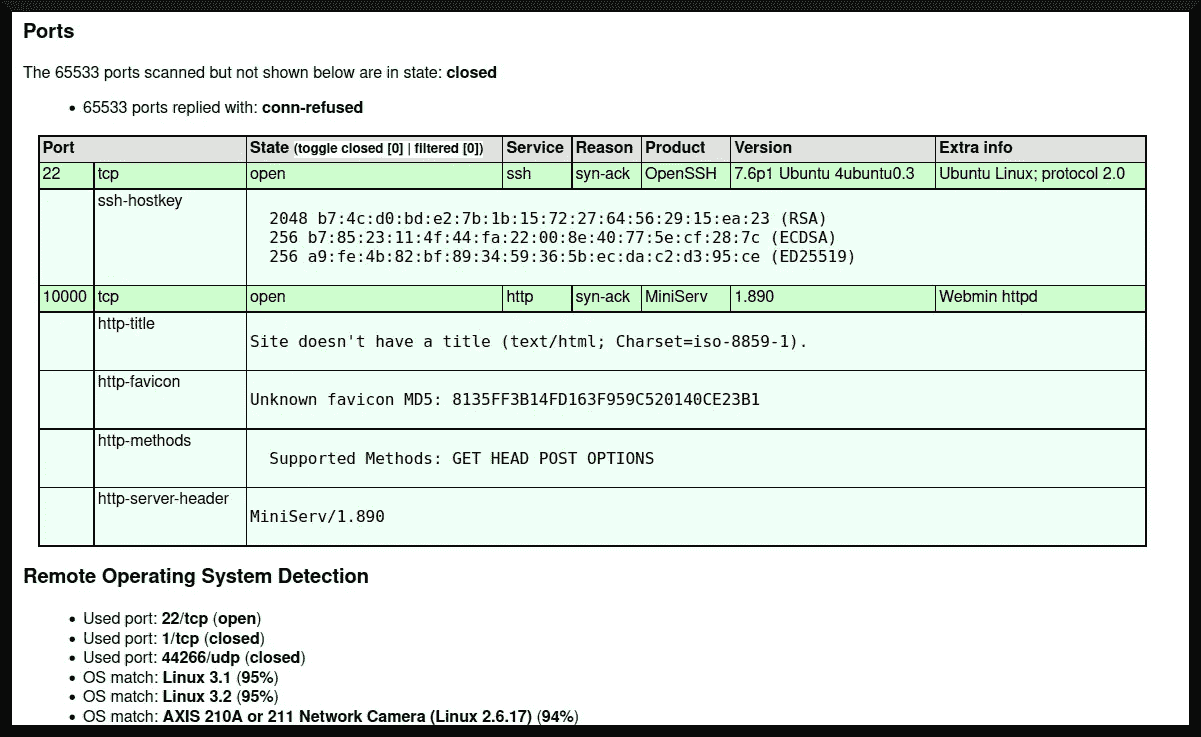 Ports
The 65533 ports scanned but not shown below are in state: closed
• 65533 ports replied with: conn-refused
Port State (toggle closed [0] | filtered [0]) Service Reason Product Version Extra info
22 tcp open ssh syn-ack OpenSSH 7.6p1 Ubuntu 4ubuntu0.3 Ubuntu Linux; protocol 2.0
ssh-hostkey
2048 b7:4c:d0:bd:e2:7b:1b:15:72:27:64:56:29:15:ea:23 (RSA)
256 b7:85:23:11:4f:44:fa:22:00:8e:40:77:5e:cf:28:7c (ECDSA)
256 a9:fe:4b:82:bf:89:34:59:36:5b:ec:da:c2:d3:95:ce (ED25519)
10000 tcp open http syn-ack MiniServ 1.890 Webmin httpd
http-title
Site doesn't have a title (text/html; Charset=iso-8859-1).
http-favicon
Unknown favicon MD5: 8135FF3B14FD163F959C520140CE23B1
http-methods
Supported Methods: GET HEAD POST OPTIONS
http-server-header
MiniServ/1.890
Remote Operating System Detection
• Used port: 22/tcp (open)
• Used port: 1/tcp (closed)
• Used port: 44266/udp (closed)
• OS match: Linux 3.1 (95%)
• OS match: Linux 3.2 (95%)
• OS match: AXIS 210A or 211 Network Camera (Linux 2.6.17) (94%)